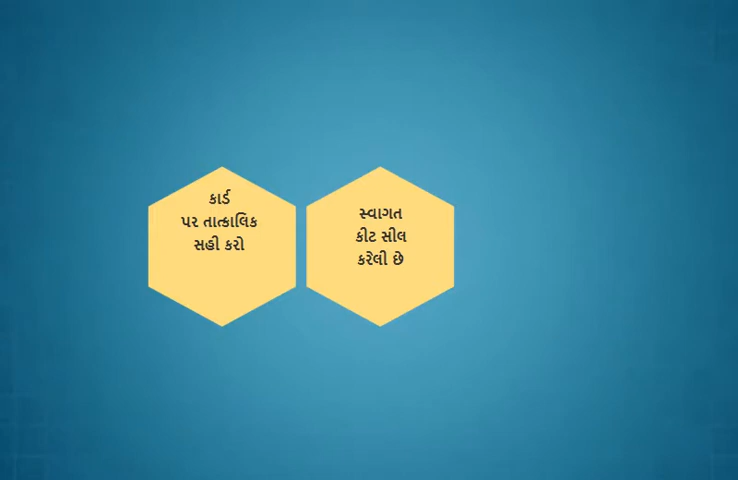 કાર્ડ
પર તાત્કાલિક
સહી કરો
સ્વાગત
કીટ સીલ
કરેલી છે